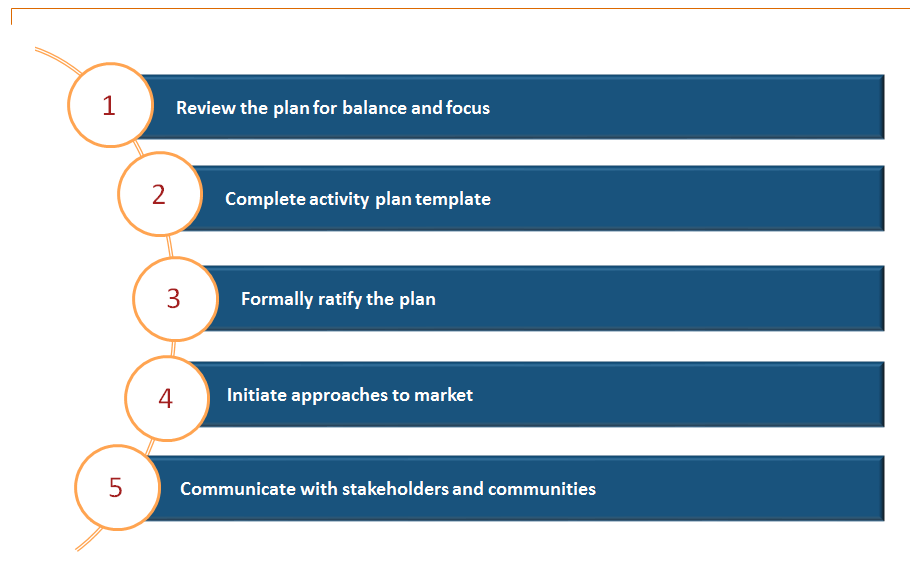 1
Review the plan for balance and focus
2
Complete activity plan template
3
Formally ratify the plan
4
Initiate approaches to market
5
Communicate with stakeholders and communities